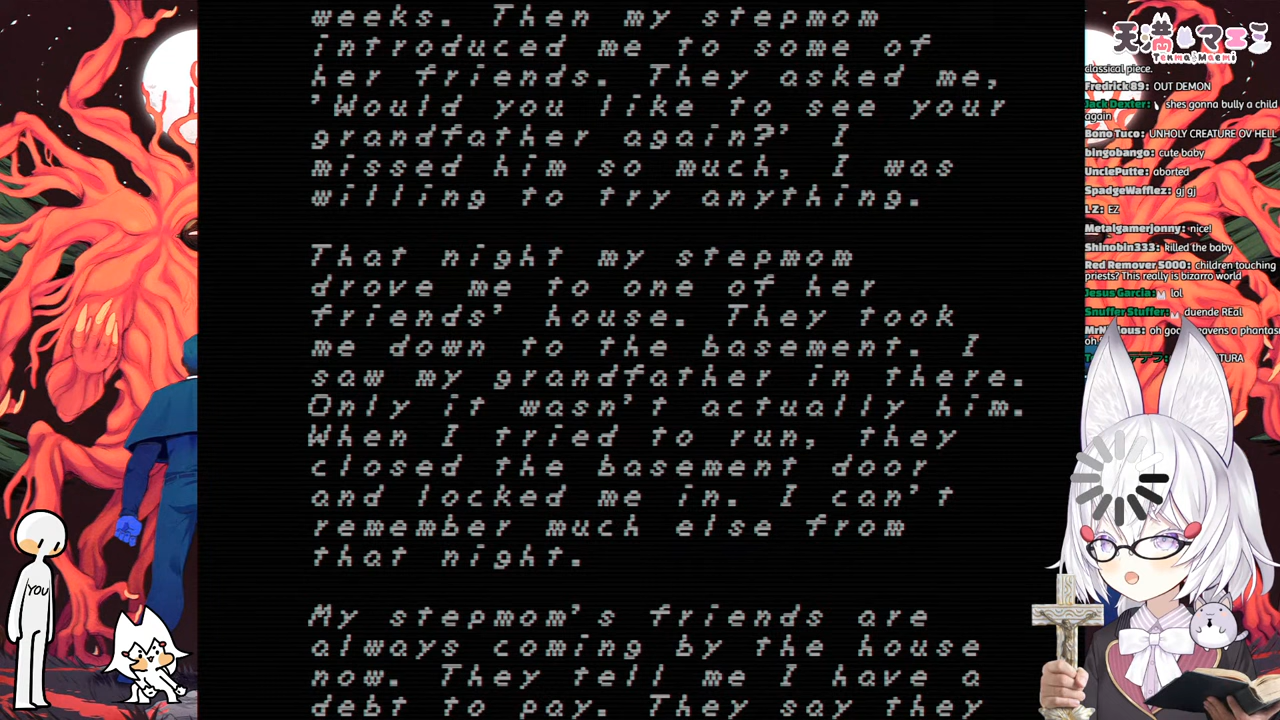 weeks. Then my stepmom
introduced me to some of
her friends. They asked me,
'Would you like to see your
grandfather again?' I
missed him so much, I was
willing to try anything.
That night my stepmom
drove me to one of her
friends' house. They took
me down to the basement. I
saw my grandfather in there.
Only it wasn't actually him.
When I tried to run, they
closed the basement door
and locked me in. I can't
remember much else from
that night.
My stepmom's friends are
always coming by the house
now. They tell me I have a
debt to pay. They say they
天満マエミ
Tenma Maemi
classical piece.
Fredrick 89: OUT DEMON
Jack Dexter: shes gonna bully a child
again
Bono Tuco: UNHOLY CREATURE OV HELL
bingobango: cute baby
UnclePutte: aborted
SpadgeWafflez: gj gj
LZ: EZ
Metalgamerjonny: nice!
Shinobin333: killed the baby
Red Remover 5000: children touching
priests? This really is bizarro world
Jesus Garcia: lol
Snuffer Stuffer: duende REal
oh
YOU